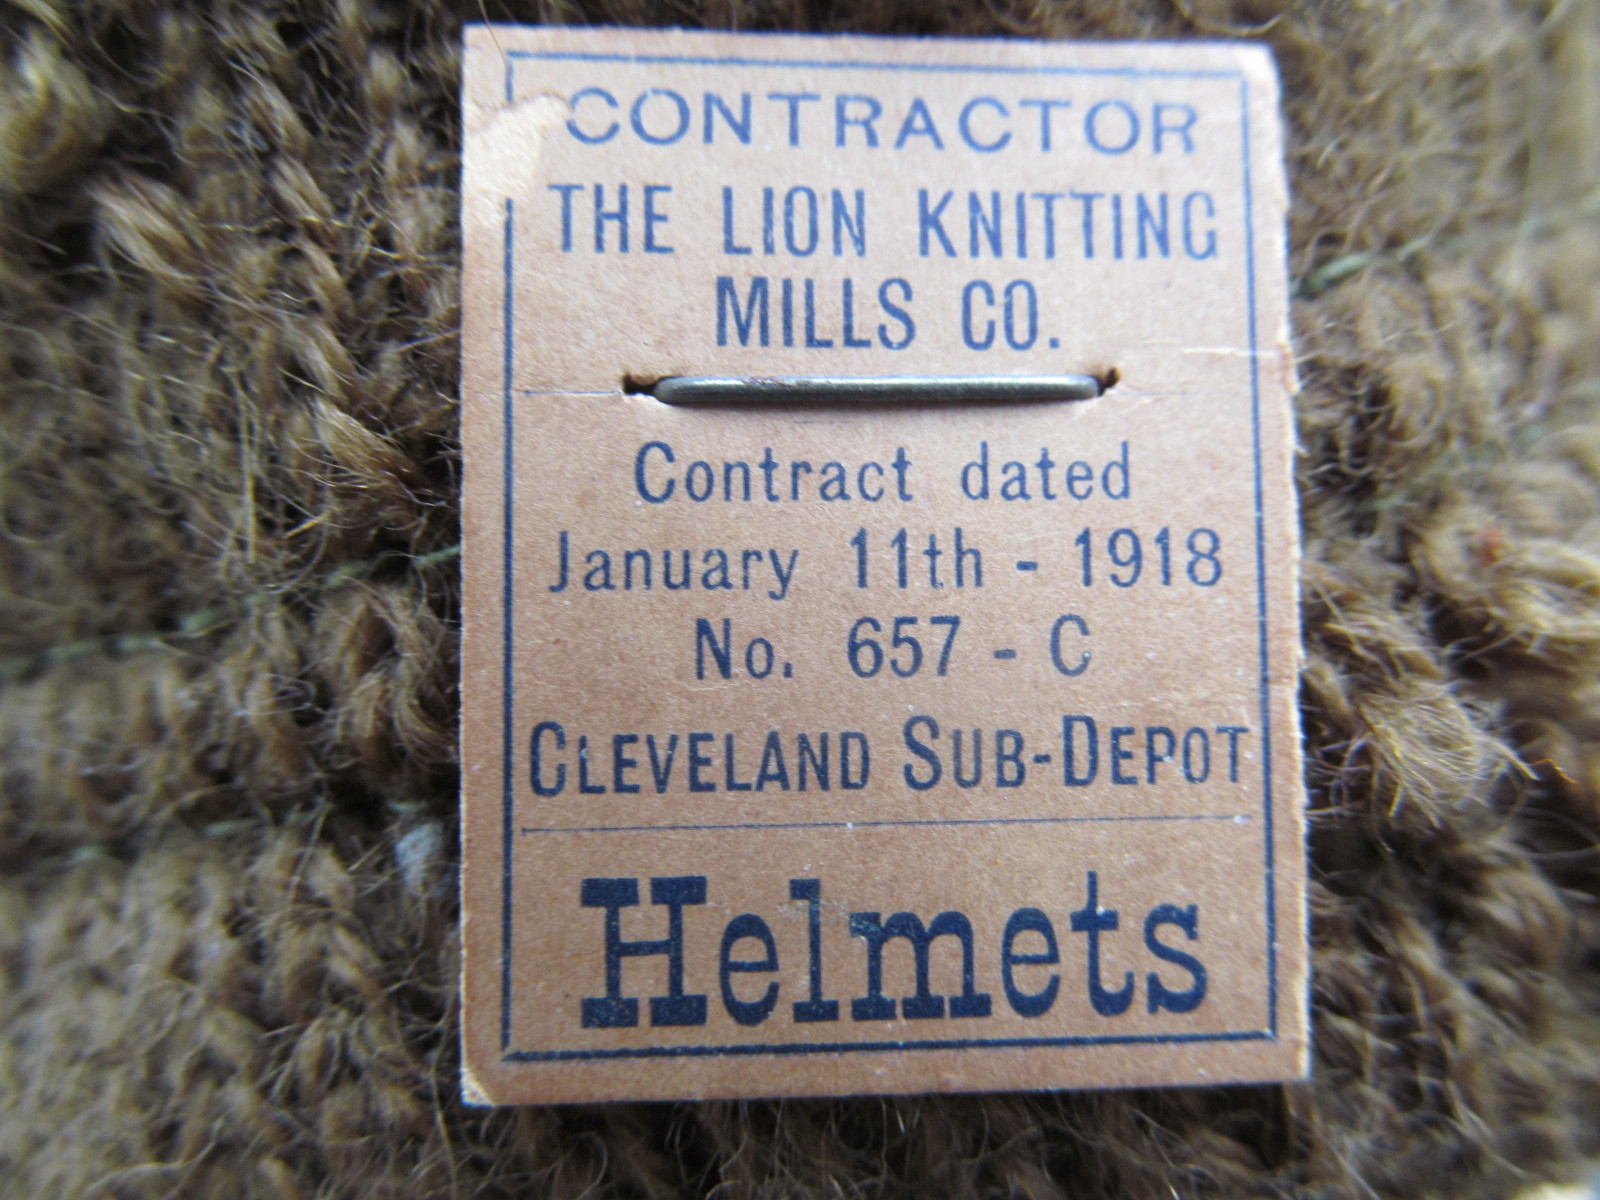 CONTRACTOR
THE LION KNITTING
MILLS CO.
Contract dated
January 11th - 1918
No. 657 - C
CLEVELAND SUB-DEPOT
Helmets